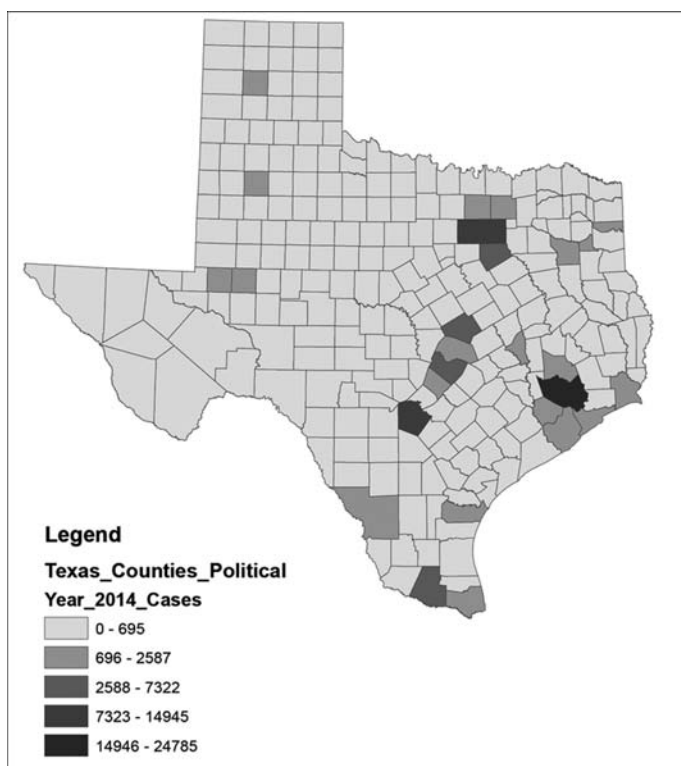 Legend
Texas_Counties_Political
Year_2014_Cases
0 - 695
696 - 2587
2588 - 7322
7323 - 14945
14946 - 24785